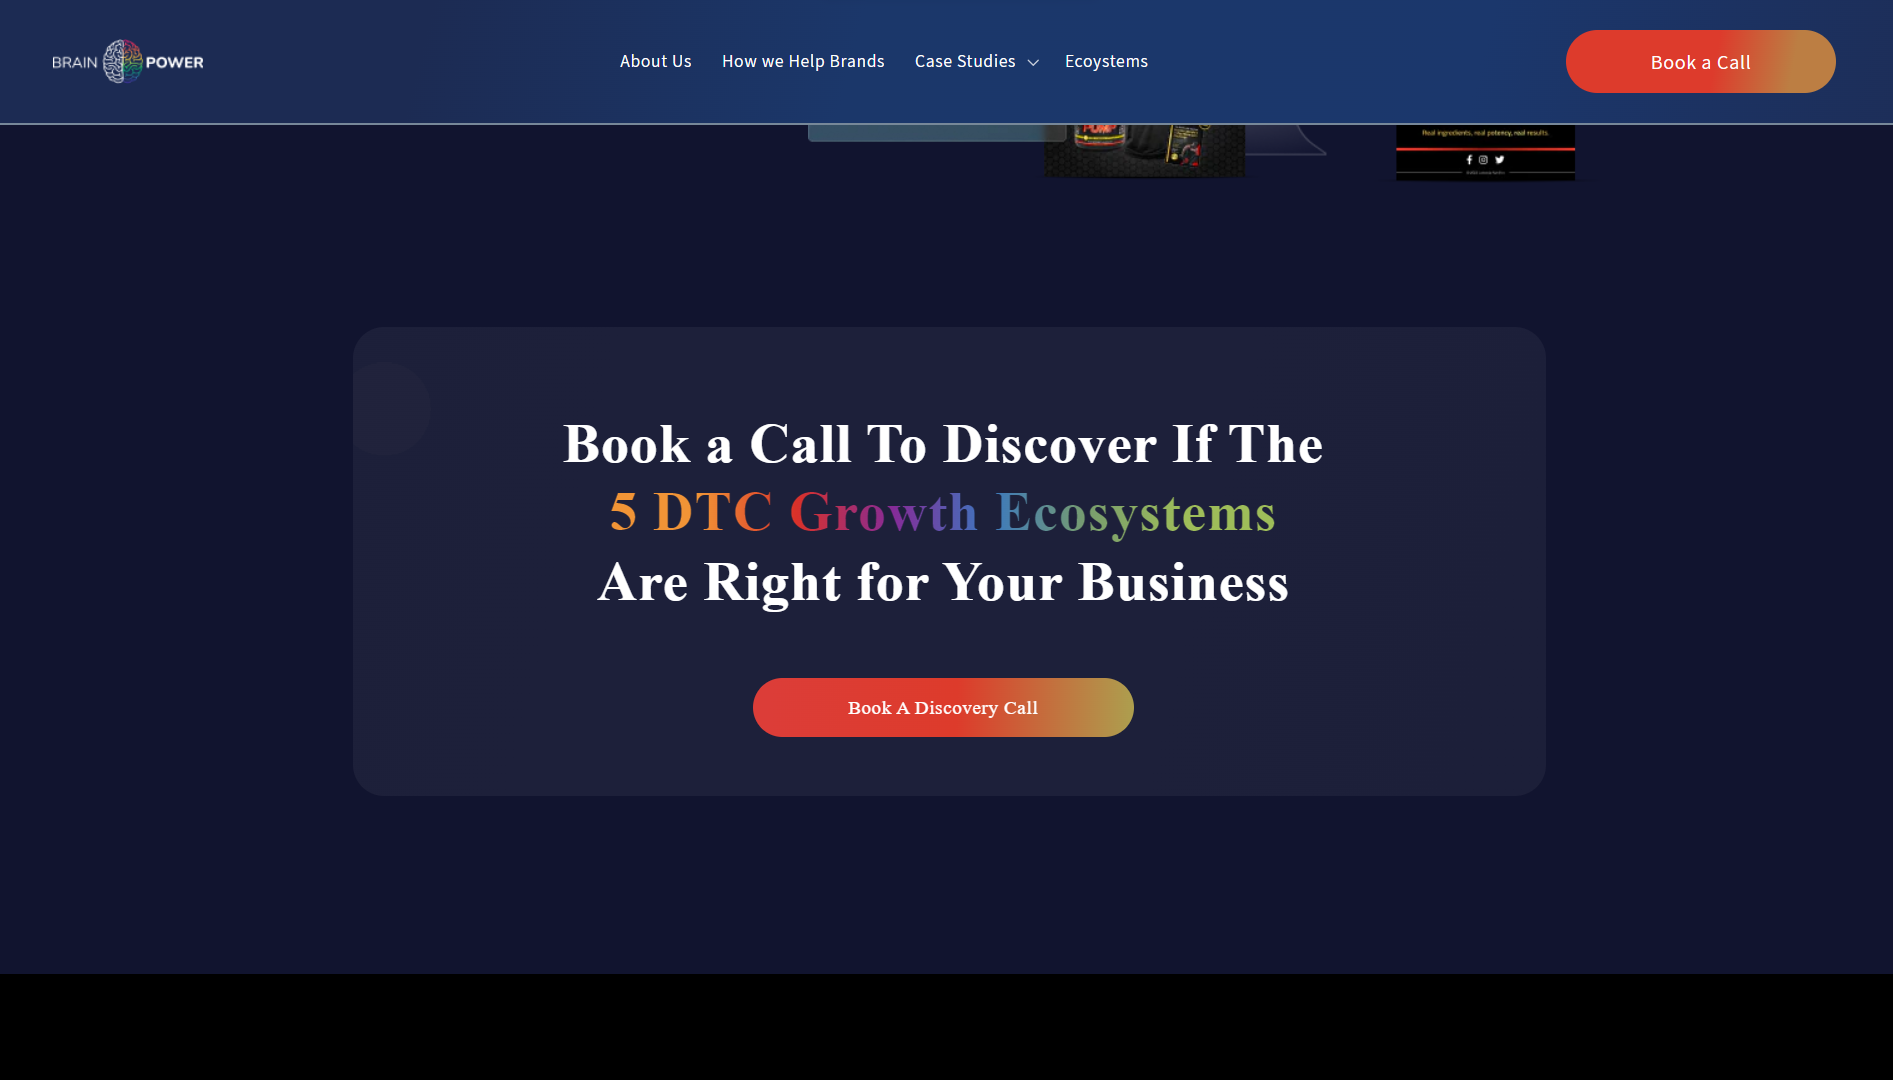 BRAIN POWER
About Us
How we Help Brands
Case Studies
Ecoystems
Book a Call
Real ingredients, real potency, real results.
Book a Call To Discover If The
5 DTC Growth Ecosystems
Are Right for Your Business
Book A Discovery Call